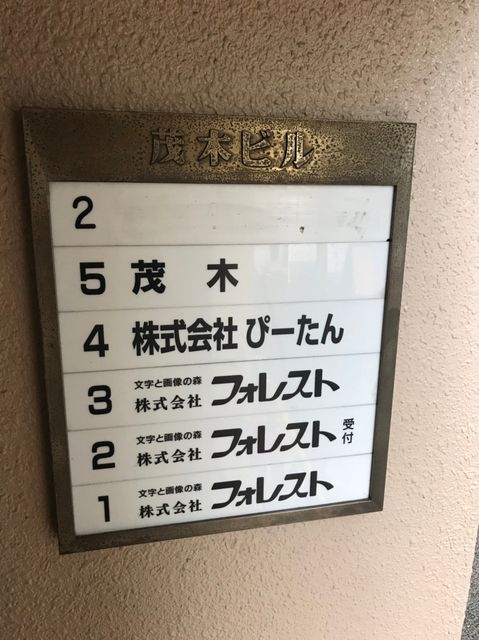 茂木ビル
2
5 茂木
4 株式会社 ぴーたん
3 文字と画像の森
株式会社 フォレスト
2 文字と画像の森
株式会社 フォレスト 受付
1 文字と画像の森
株式会社 フォレスト